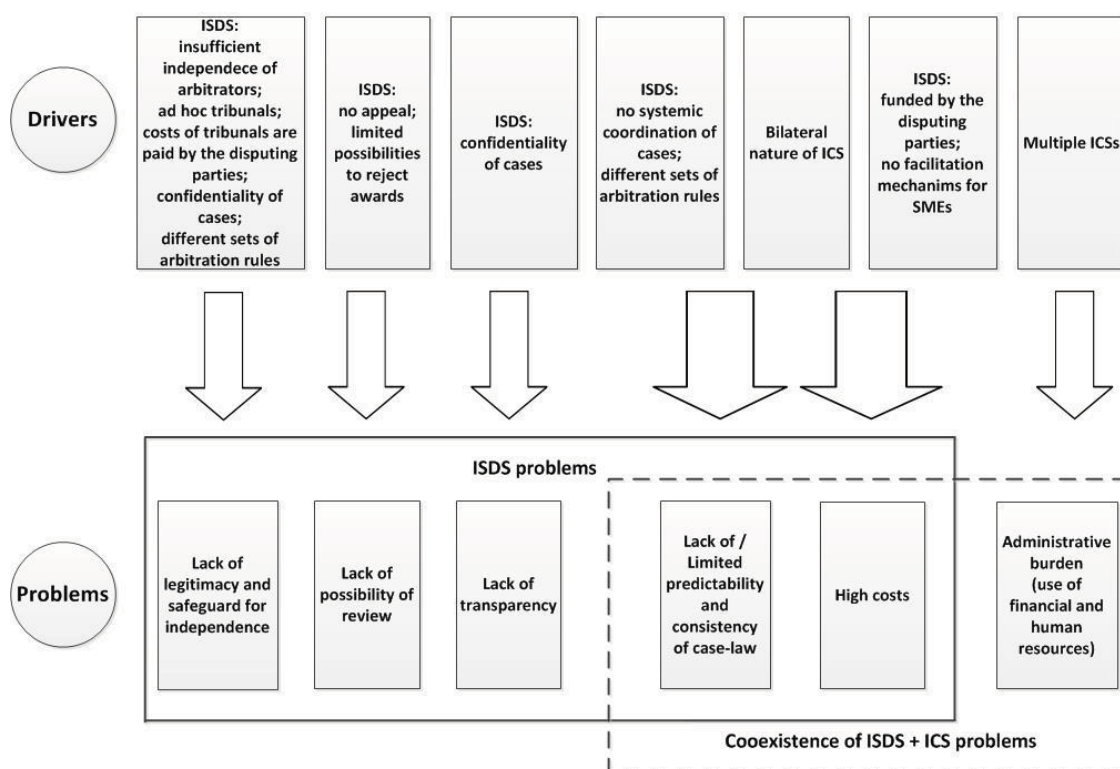 Drivers
ISDS:
insufficient
independece of
arbitrators;
ad hoc tribunals;
costs of tribunals are
paid by the disputing
parties;
confidentiality of
cases;
different sets of
arbitration rules
ISDS:
no appeal;
limited
possibilities
to reject
awards
ISDS:
confidentiality
of cases
ISDS:
no systemic
coordination of
cases;
different sets of
arbitration rules
Bilateral
nature of ICS
ISDS:
funded by the
disputing
parties;
no facilitation
mechanims for
SMEs
Multiple ICSs
ISDS problems
Problems
Lack of
legitimacy and
safeguard for
independence
Lack of
possibility of
review
Lack of
transparency
Lack of /
Limited
predictability
and
consistency
of case-law
High costs
Administrative
burden
(use of
financial and
human
resources)
Cooexistence of ISDS + ICS problems